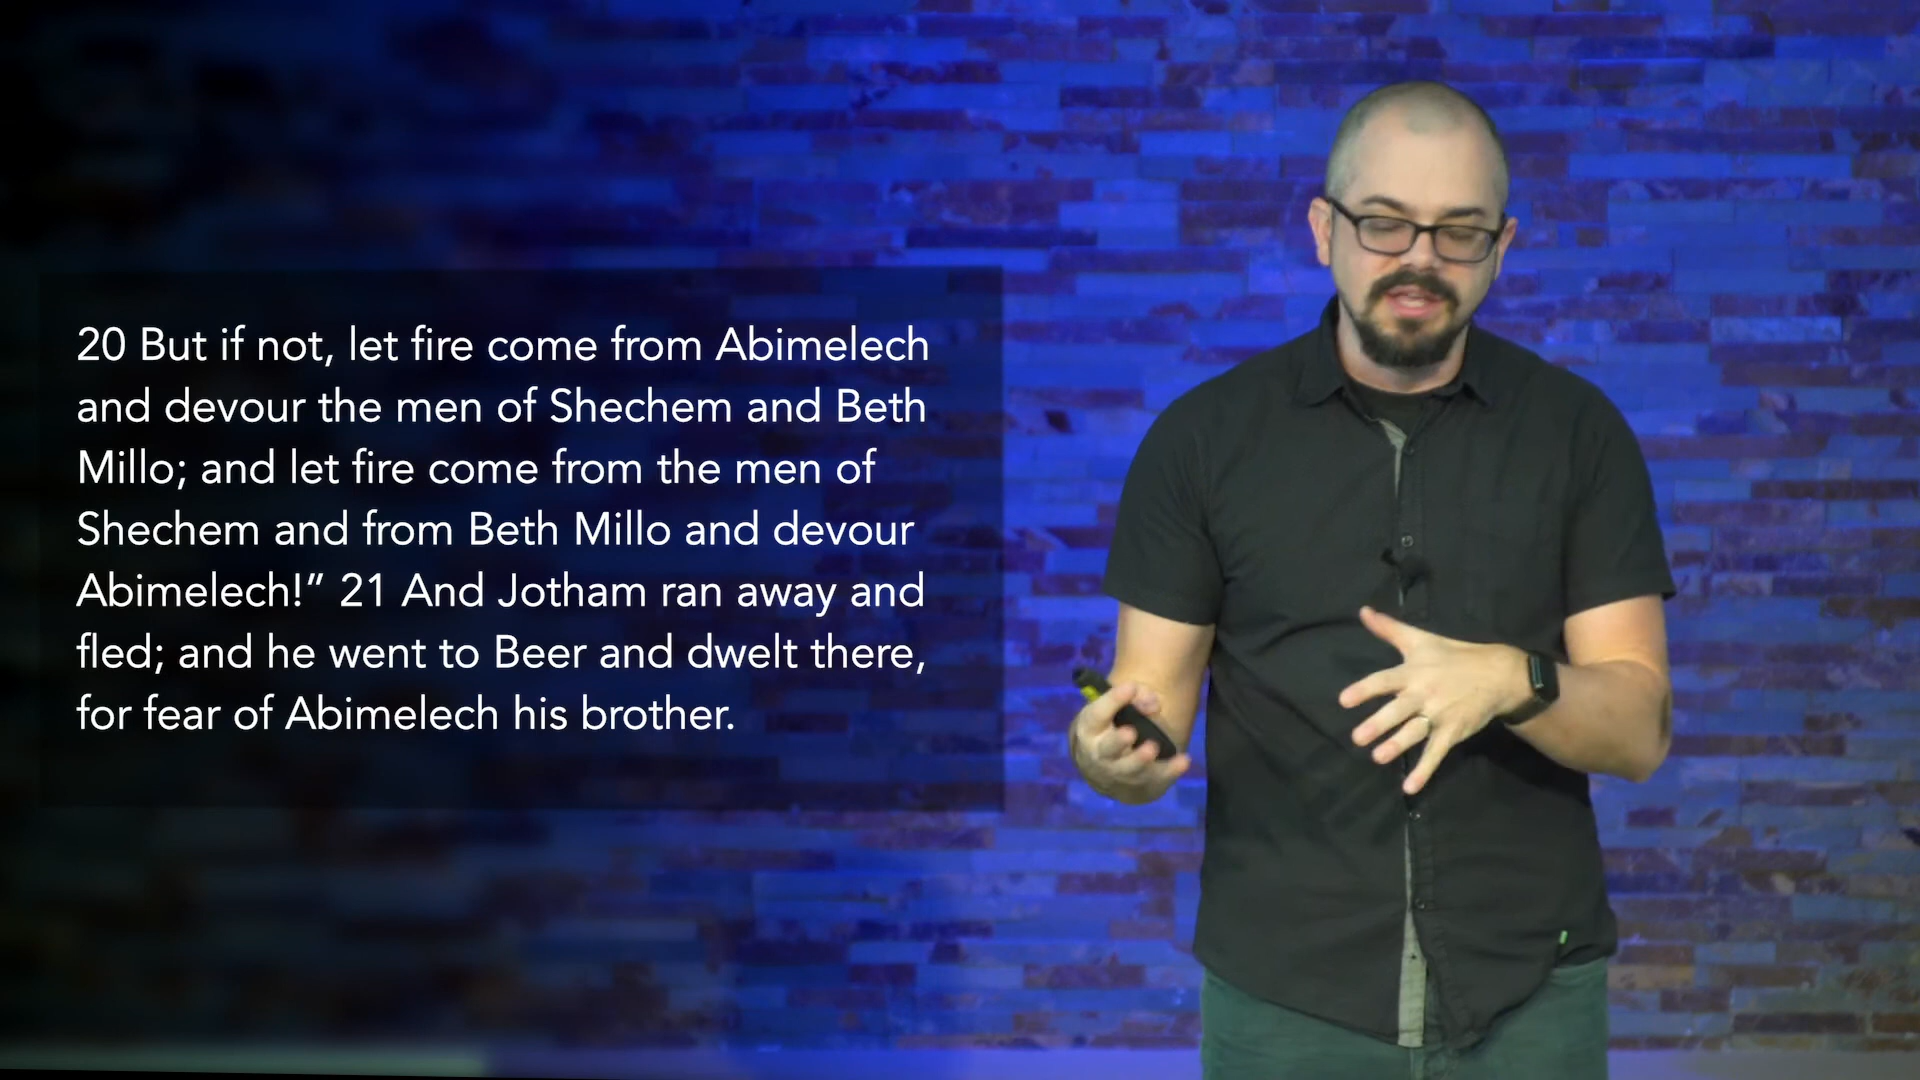 20 But if not, let fire come from Abimelech
and devour the men of Shechem and Beth
Millo; and let fire come from the men of
Shechem and from Beth Millo and devour
Abimelech!” 21 And Jotham ran away and
fled; and he went to Beer and dwelt there,
for fear of Abimelech his brother.